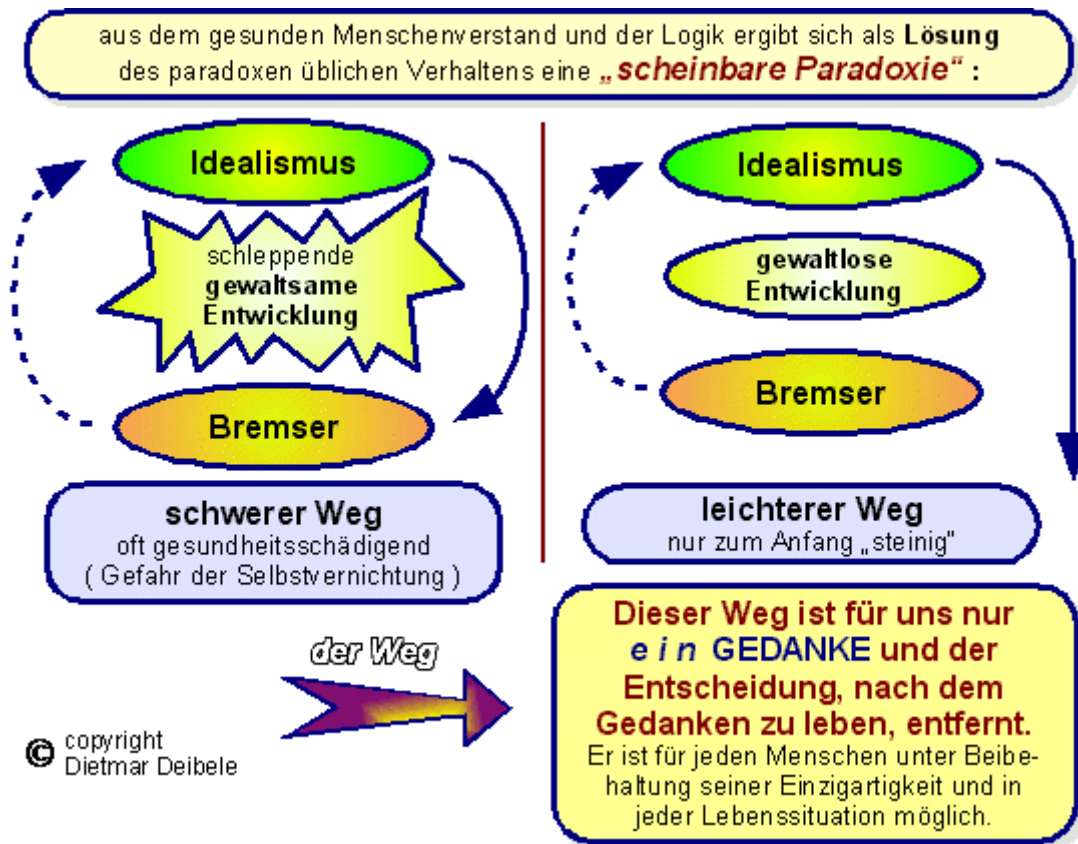 aus dem gesunden Menschenverstand und der Logik ergibt sich als Lösung
des paradoxen üblichen Verhaltens eine „scheinbare Paradoxie“ :
Idealismus
schleppende
gewaltsame
Entwicklung
Bremser
schwerer Weg
oft gesundheitsschädigend
( Gefahr der Selbstvernichtung )
Idealismus
gewaltlose
Entwicklung
Bremser
leichterer Weg
nur zum Anfang „steinig“
der Weg
Dieser Weg ist für uns nur
e i n GEDANKE und der
Entscheidung, nach dem
Gedanken zu leben, entfernt.
Er ist für jeden Menschen unter Beibe-
haltung seiner Einzigartigkeit und in
jeder Lebenssituation möglich.
© copyright
Dietmar Deibele